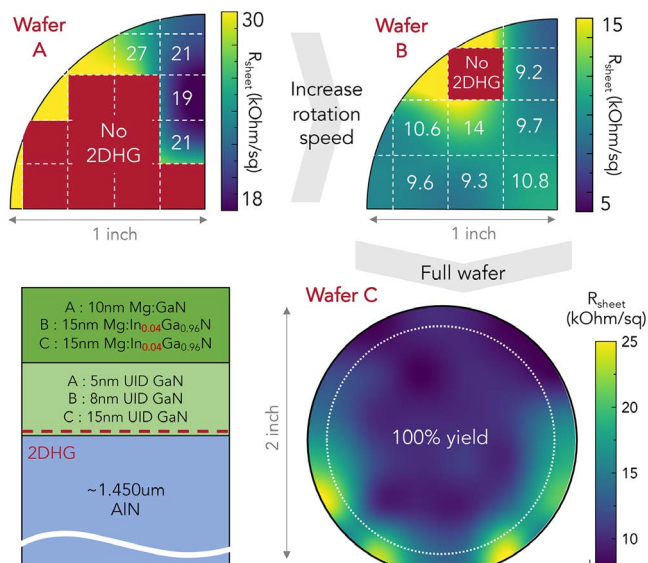 Wafer
A
27
21
19
21
No
2DHG
30
R_sheet (kOhm/sq)
18
1 inch
Increase
rotation
speed
Wafer
B
No
2DHG
9.2
10.6
14
9.7
9.6
9.3
10.8
15
R_sheet (kOhm/sq)
5
1 inch
Full wafer
A : 10nm Mg:GaN
B : 15nm Mg:In0.04Ga0.96N
C : 15nm Mg:In0.04Ga0.96N
A : 5nm UID GaN
B : 8nm UID GaN
C : 15nm UID GaN
2DHG
~1.450um
AlN
Wafer C
2 inch
100% yield
R_sheet
(kOhm/sq)
25
20
15
10